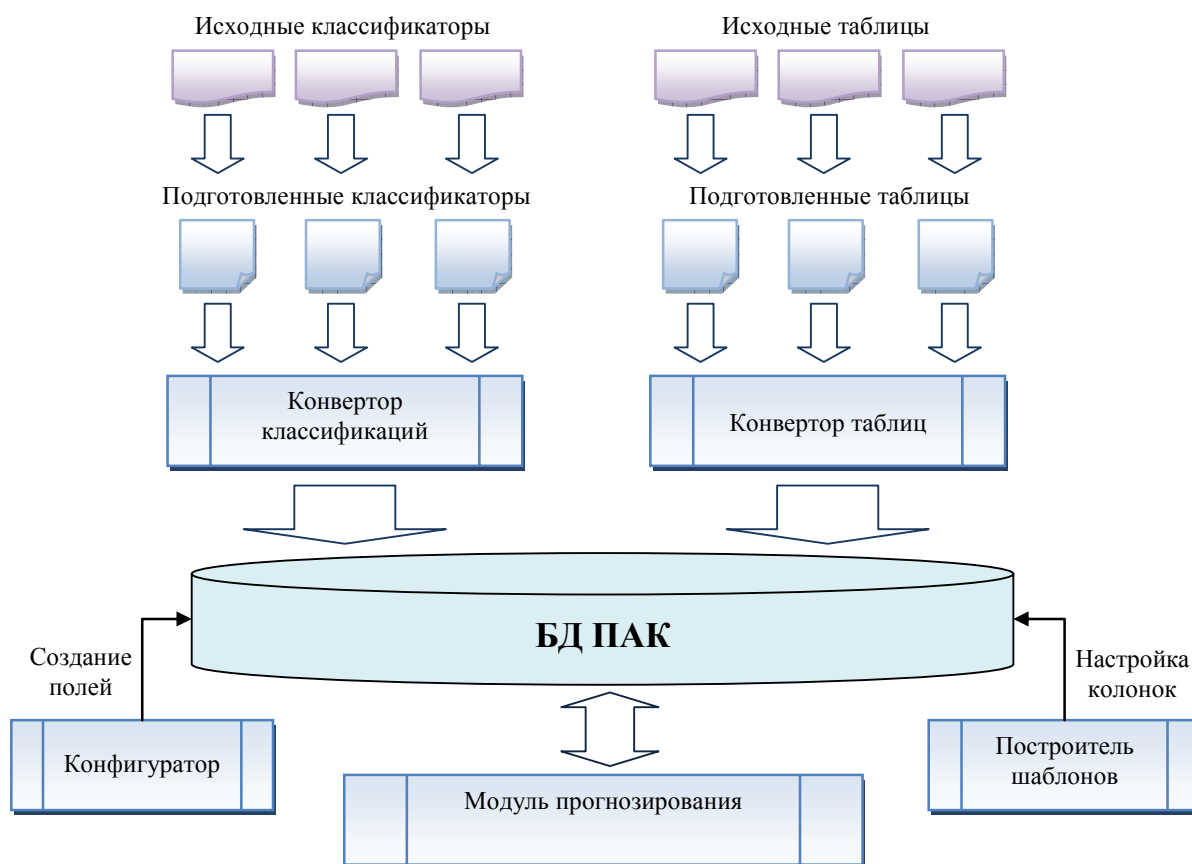 Исходные классификаторы
Исходные таблицы
Подготовленные классификаторы
Подготовленные таблицы
Конвертор
классификаций
Конвертор таблиц
БД ПАК
Создание
полей
Настройка
колонок
Конфигуратор
Построитель
шаблонов
Модуль прогнозирования